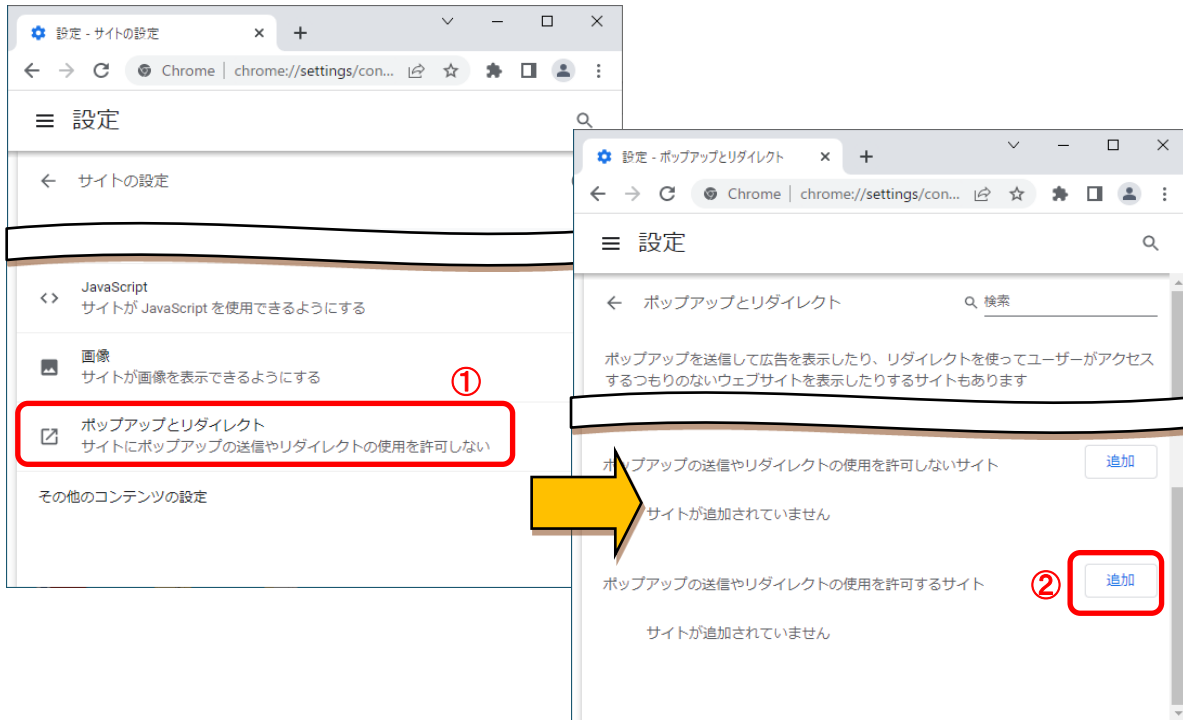 設定 - サイトの設定
Chrome | chrome://settings/con...
設定
サイトの設定
JavaScript
サイトが JavaScript を使用できるようにする
画像
サイトが画像を表示できるようにする
①
ポップアップとリダイレクト
サイトにポップアップの送信やリダイレクトの使用を許可しない
その他のコンテンツの設定
設定 - ポップアップとリダイレクト
Chrome | chrome://settings/con...
設定
ポップアップとリダイレクト
検索
ポップアップを送信して広告を表示したり、リダイレクトを使ってユーザーがアクセス
するつもりのないウェブサイトを表示したりするサイトもあります
ポップアップの送信やリダイレクトの使用を許可しないサイト
追加
サイトが追加されていません
ポップアップの送信やリダイレクトの使用を許可するサイト
②
追加
サイトが追加されていません